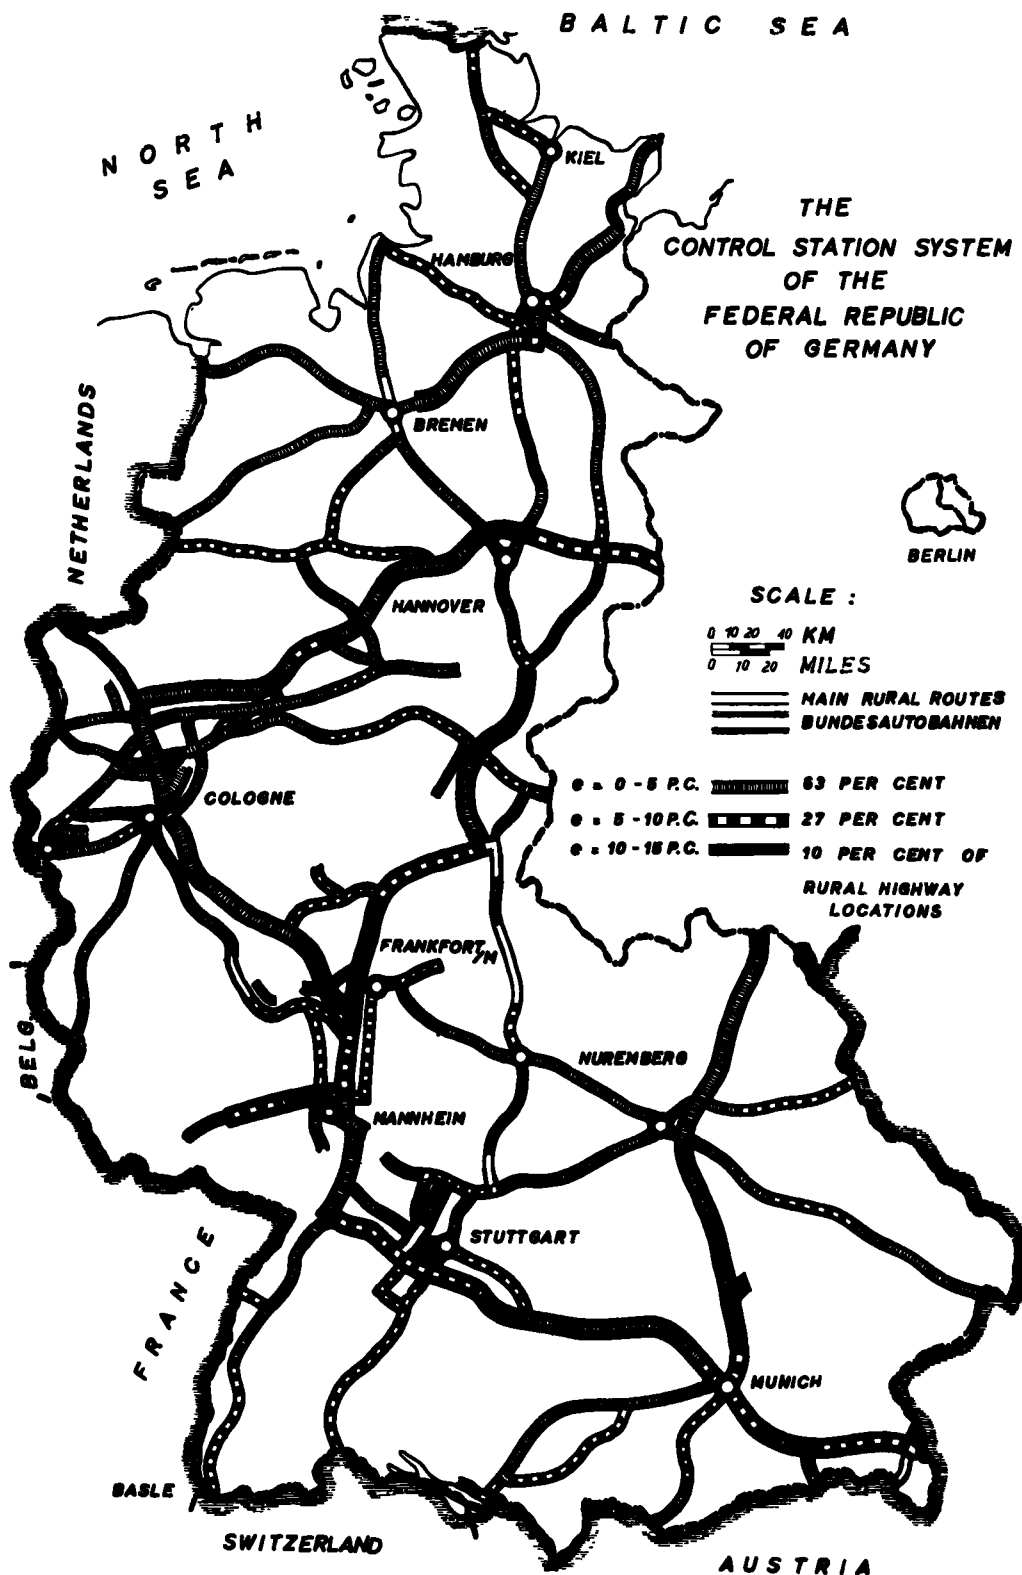 BALTIC SEA
NORTH
SEA
KIEL
THE
CONTROL STATION SYSTEM
OF THE
FEDERAL REPUBLIC
OF GERMANY
HAMBURG
NETHERLANDS
BREMEN
BERLIN
HANNOVER
SCALE :
0 10 20 40 KM
0 10 20 MILES
MAIN RURAL ROUTES
BUNDESAUTOBAHNEN
e = 0 - 5 P.C. 63 PER CENT
e = 5 - 10 P.C. 27 PER CENT
e = 10 - 15 P.C. 10 PER CENT OF
RURAL HIGHWAY
LOCATIONS
COLOGNE
FRANKFORT/M
BELG.
NUREMBERG
MANNHEIM
STUTTGART
FRANCE
MUNICH
BASLE
SWITZERLAND
AUSTRIA